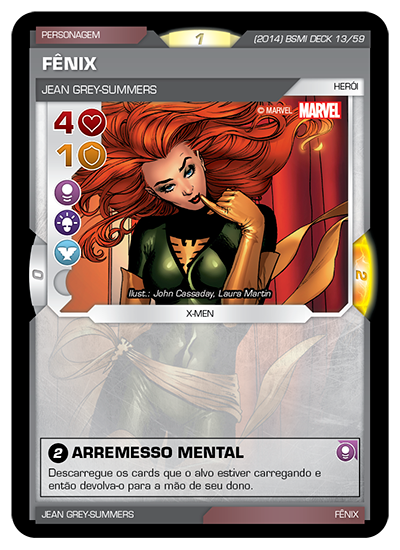 PERSONAGEM
1
(2014) BSMI DECK 13/59
FÊNIX
JEAN GREY-SUMMERS
HERÓI
4
© MARVEL MARVEL
1
0
2
Ilust.: John Cassaday, Laura Martin
X-MEN
2 ARREMESSO MENTAL
Descarregue os cards que o alvo estiver carregando e
então devolva-o para a mão de seu dono.
JEAN GREY-SUMMERS
FÊNIX